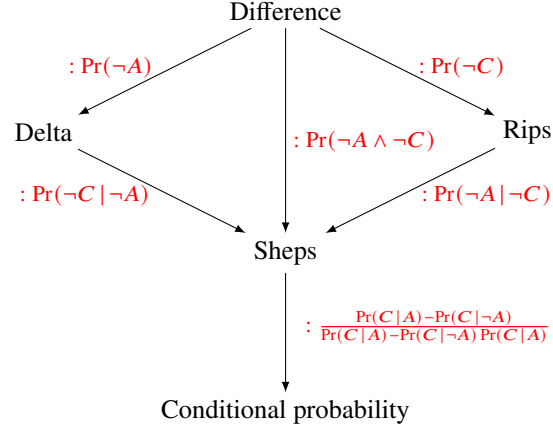 Difference
: Pr(¬A)
: Pr(¬C)
Delta
: Pr(¬A ∧ ¬C)
Rips
: Pr(¬C | ¬A)
: Pr(¬A | ¬C)
Sheps
: Pr(C | A)−Pr(C | ¬A)
Pr(C | A)−Pr(C | ¬A) Pr(C | A)
Conditional probability